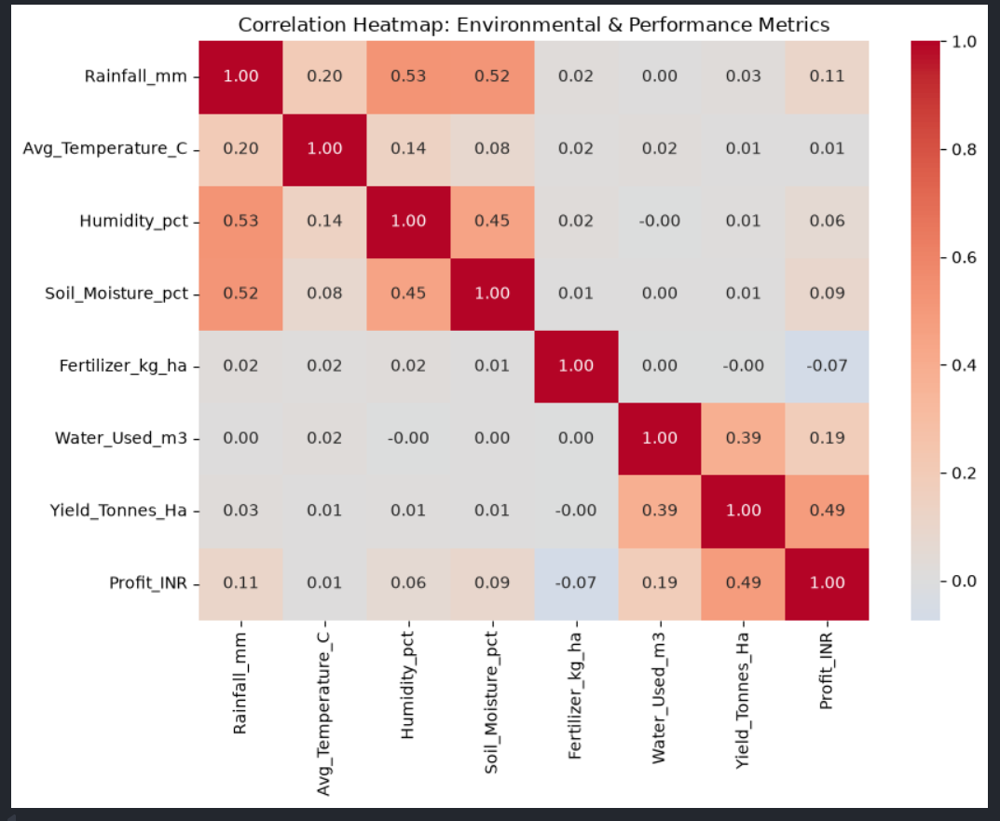 Correlation Heatmap: Environmental & Performance Metrics
Rainfall_mm 1.00 0.20 0.53 0.52 0.02 0.00 0.03 0.11
Avg_Temperature_C 0.20 1.00 0.14 0.08 0.02 0.02 0.01 0.01
Humidity_pct 0.53 0.14 1.00 0.45 0.02 -0.00 0.01 0.06
Soil_Moisture_pct 0.52 0.08 0.45 1.00 0.01 0.00 0.01 0.09
Fertilizer_kg_ha 0.02 0.02 0.02 0.01 1.00 0.00 -0.00 -0.07
Water_Used_m3 0.00 0.02 -0.00 0.00 0.00 1.00 0.39 0.19
Yield_Tonnes_Ha 0.03 0.01 0.01 0.01 -0.00 0.39 1.00 0.49
Profit_INR 0.11 0.01 0.06 0.09 -0.07 0.19 0.49 1.00
Rainfall_mm
Avg_Temperature_C
Humidity_pct
Soil_Moisture_pct
Fertilizer_kg_ha
Water_Used_m3
Yield_Tonnes_Ha
Profit_INR
1.0
0.8
0.6
0.4
0.2
0.0